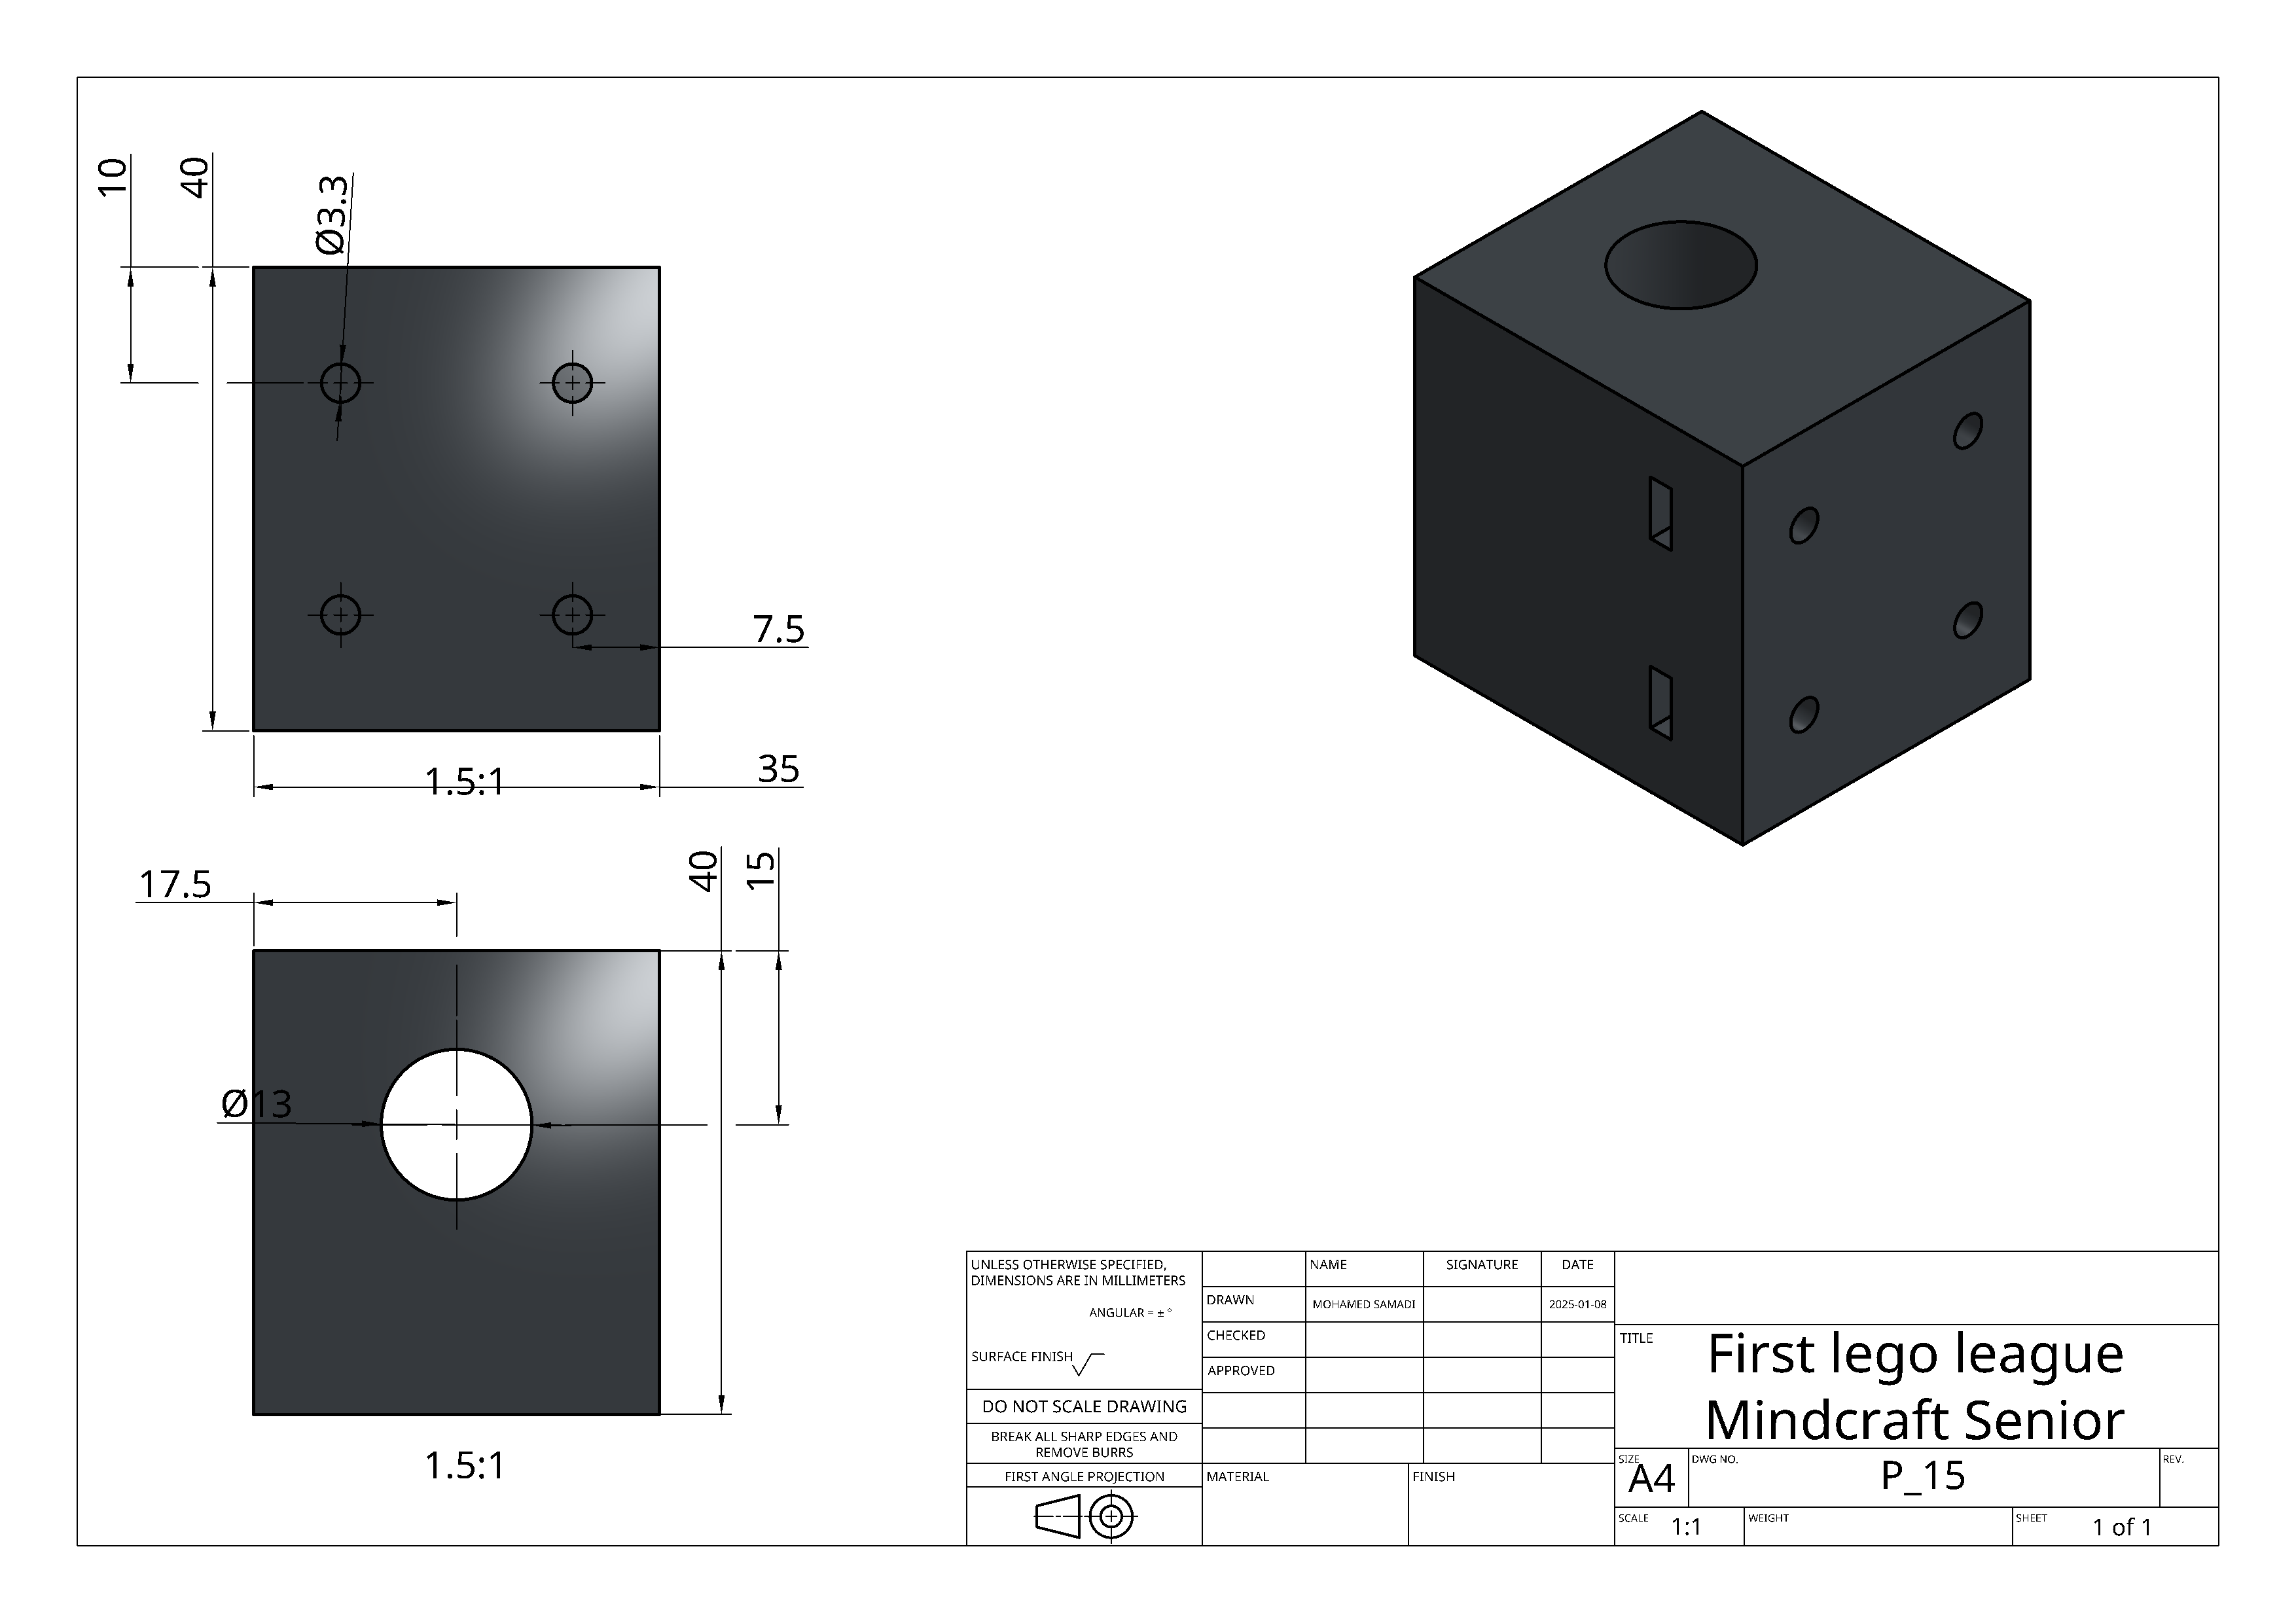 10
40
Ø3.3
7.5
35
1.5:1
17.5
40
15
Ø13
1.5:1
UNLESS OTHERWISE SPECIFIED,
DIMENSIONS ARE IN MILLIMETERS
ANGULAR = ± °
SURFACE FINISH
DO NOT SCALE DRAWING
BREAK ALL SHARP EDGES AND
REMOVE BURRS
FIRST ANGLE PROJECTION
NAME
SIGNATURE
DATE
DRAWN
MOHAMED SAMADI
2025-01-08
CHECKED
APPROVED
MATERIAL
FINISH
TITLE
First lego league
Mindcraft Senior
SIZE
A4
DWG NO.
P_15
REV.
SCALE
1:1
WEIGHT
SHEET
1 of 1